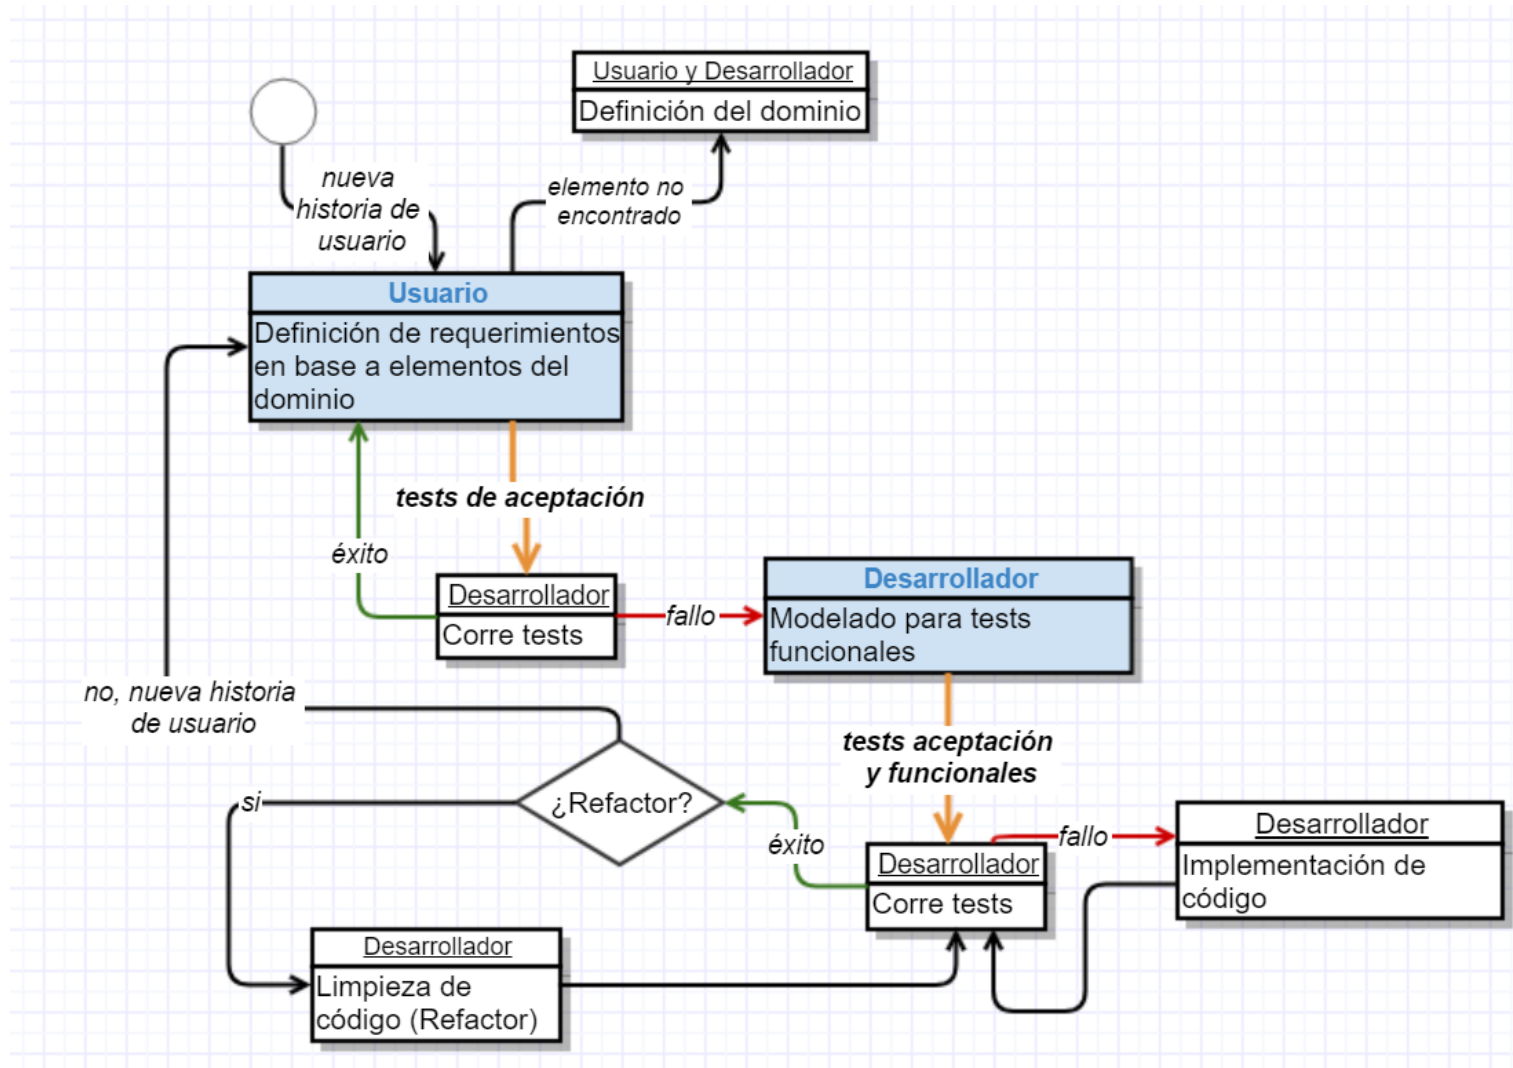 Usuario y Desarrollador
Definición del dominio
nueva
historia de
usuario
elemento no
encontrado
Usuario
Definición de requerimientos
en base a elementos del
dominio
tests de aceptación
éxito
Desarrollador
Corre tests
fallo
Desarrollador
Modelado para tests
funcionales
no, nueva historia
de usuario
tests aceptación
y funcionales
¿Refactor?
si
éxito
Desarrollador
Corre tests
fallo
Desarrollador
Implementación de
código
Desarrollador
Limpieza de
código (Refactor)